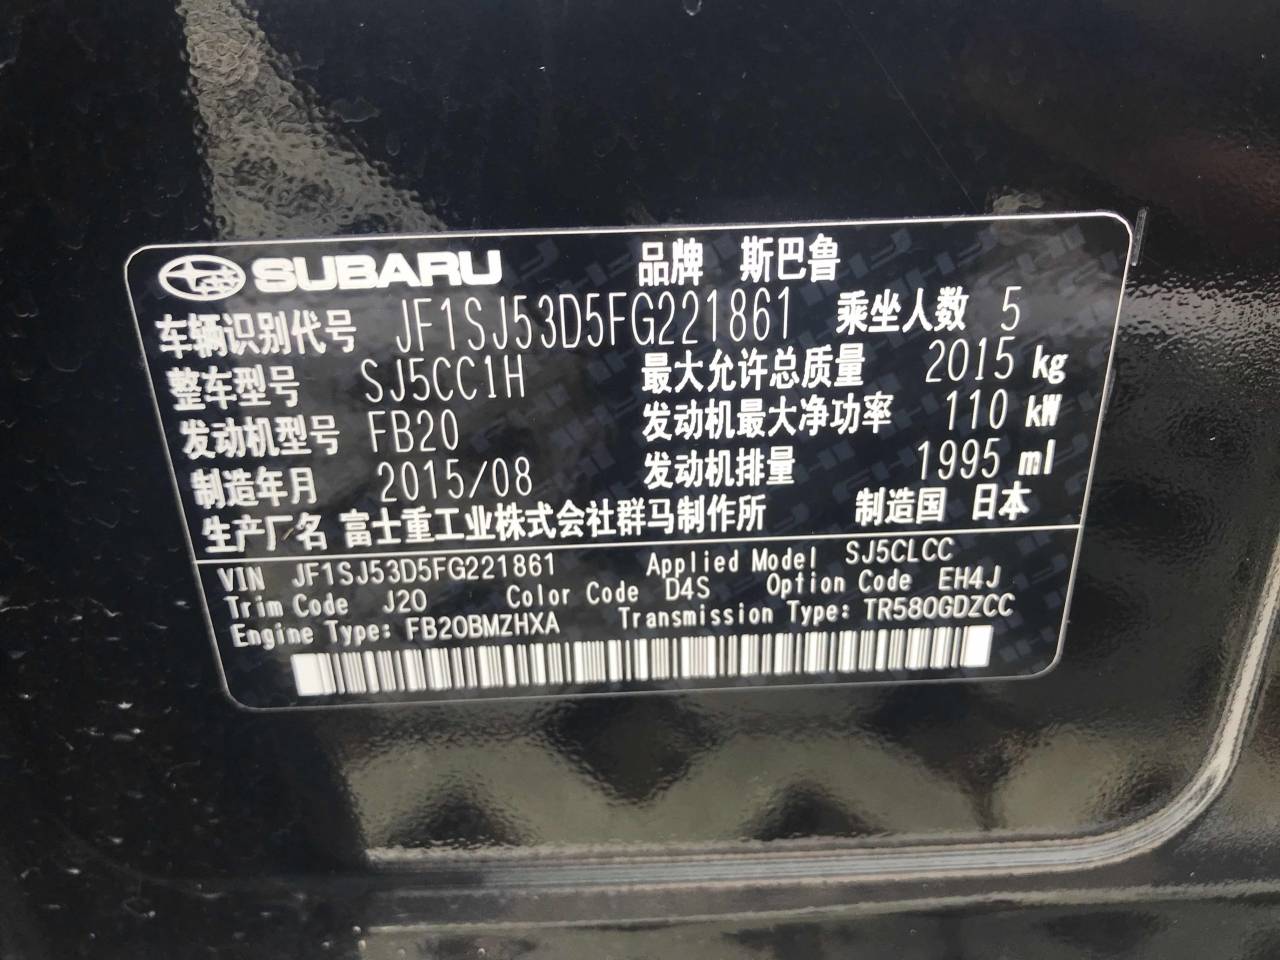 SUBARU 品牌 斯巴鲁
车辆识别代号 JF1SJ53D5FG221861 乘坐人数 5
整车型号 SJ5CC1H 最大允许总质量 2015 kg
发动机型号 FB20 发动机最大净功率 110 kW
制造年月 2015/08 发动机排量 1995 ml
生产厂名 富士重工业株式会社群马制作所 制造国 日本
VIN JF1SJ53D5FG221861 Applied Model SJ5CLCC
Trim Code J20 Color Code D4S Option Code EH4J
Engine Type: FB20BMZHXA Transmission Type: TR580GDZCC